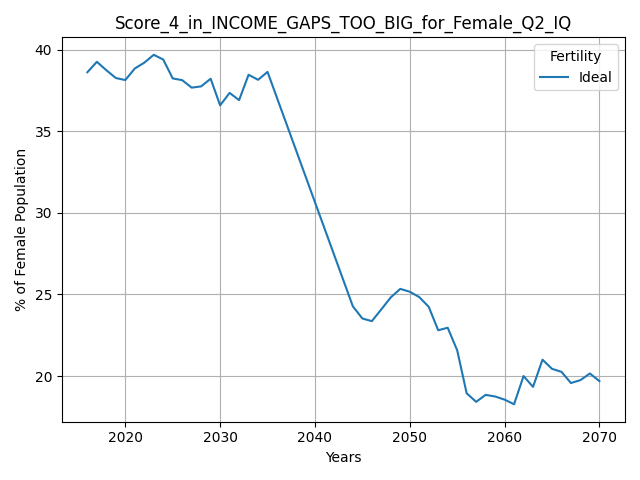 Score_4_in_INCOME_GAPS_TOO_BIG_for_Female_Q2_IQ
Fertility
Ideal
% of Female Population
40
35
30
25
20
2020 2030 2040 2050 2060 2070
Years